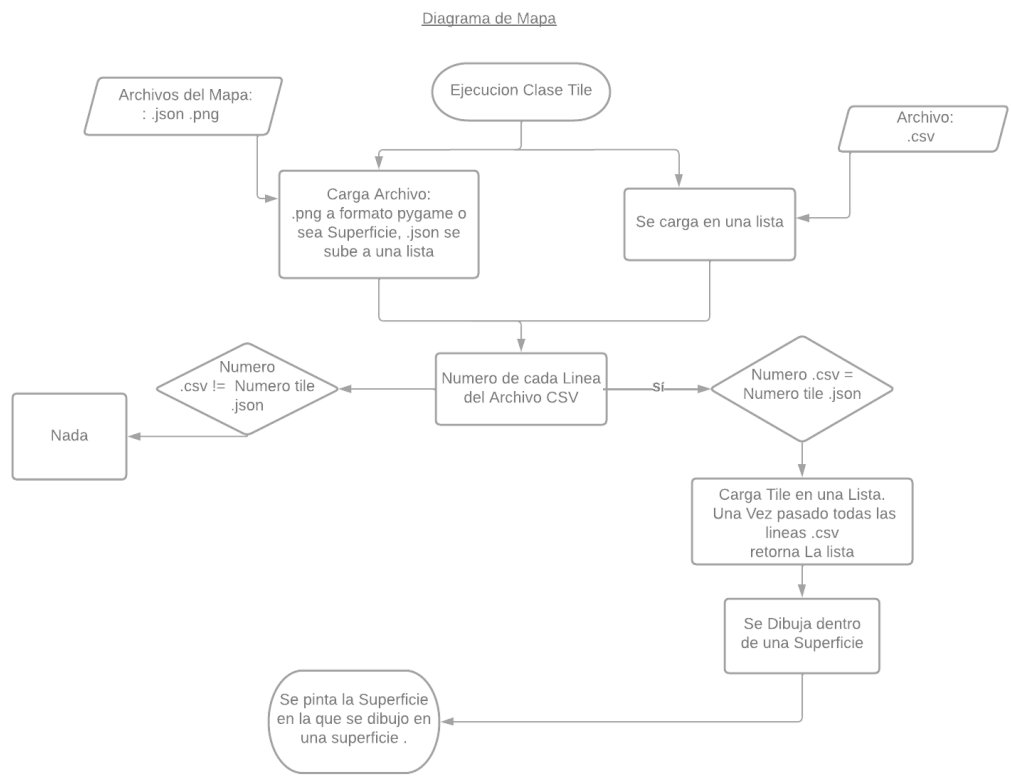 Diagrama de Mapa
Archivos del Mapa:
: .json .png
Ejecucion Clase Tile
Archivo:
.csv
Carga Archivo:
.png a formato pygame o
sea Superficie, .json se
sube a una lista
Se carga en una lista
Numero
.csv != Numero tile
.json
Numero de cada Linea
del Archivo CSV
Sí
Numero .csv =
Numero tile .json
Nada
Carga Tile en una Lista.
Una Vez pasado todas las
lineas .csv
retorna La lista
Se Dibuja dentro
de una Superficie
Se pinta la Superficie
en la que se dibujo en
una superficie .